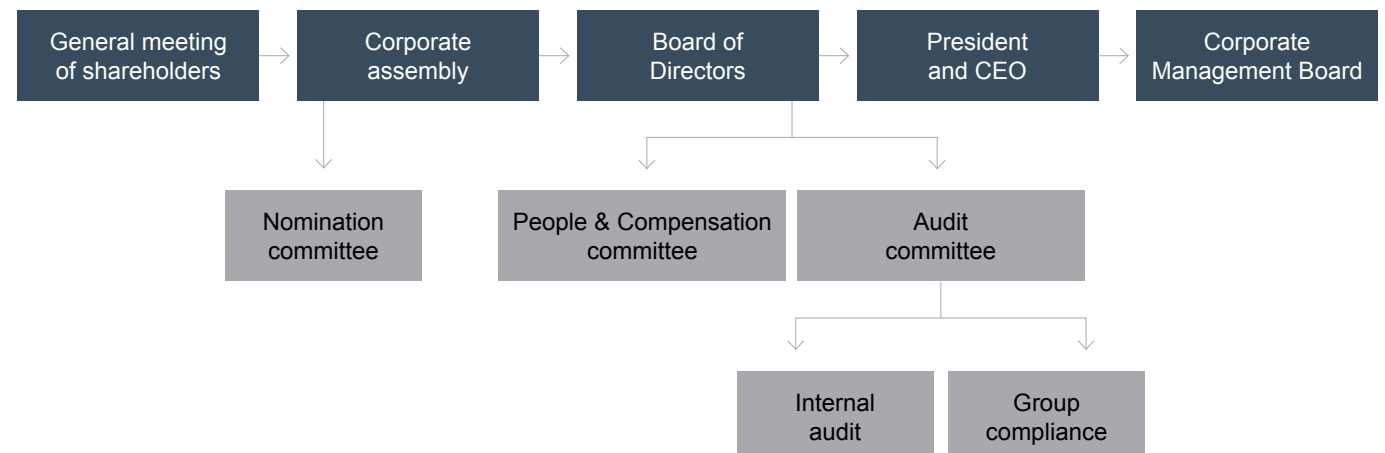 General meeting
of shareholders
Corporate
assembly
Board of
Directors
President
and CEO
Corporate
Management Board
Nomination
committee
People & Compensation
committee
Audit
committee
Internal
audit
Group
compliance